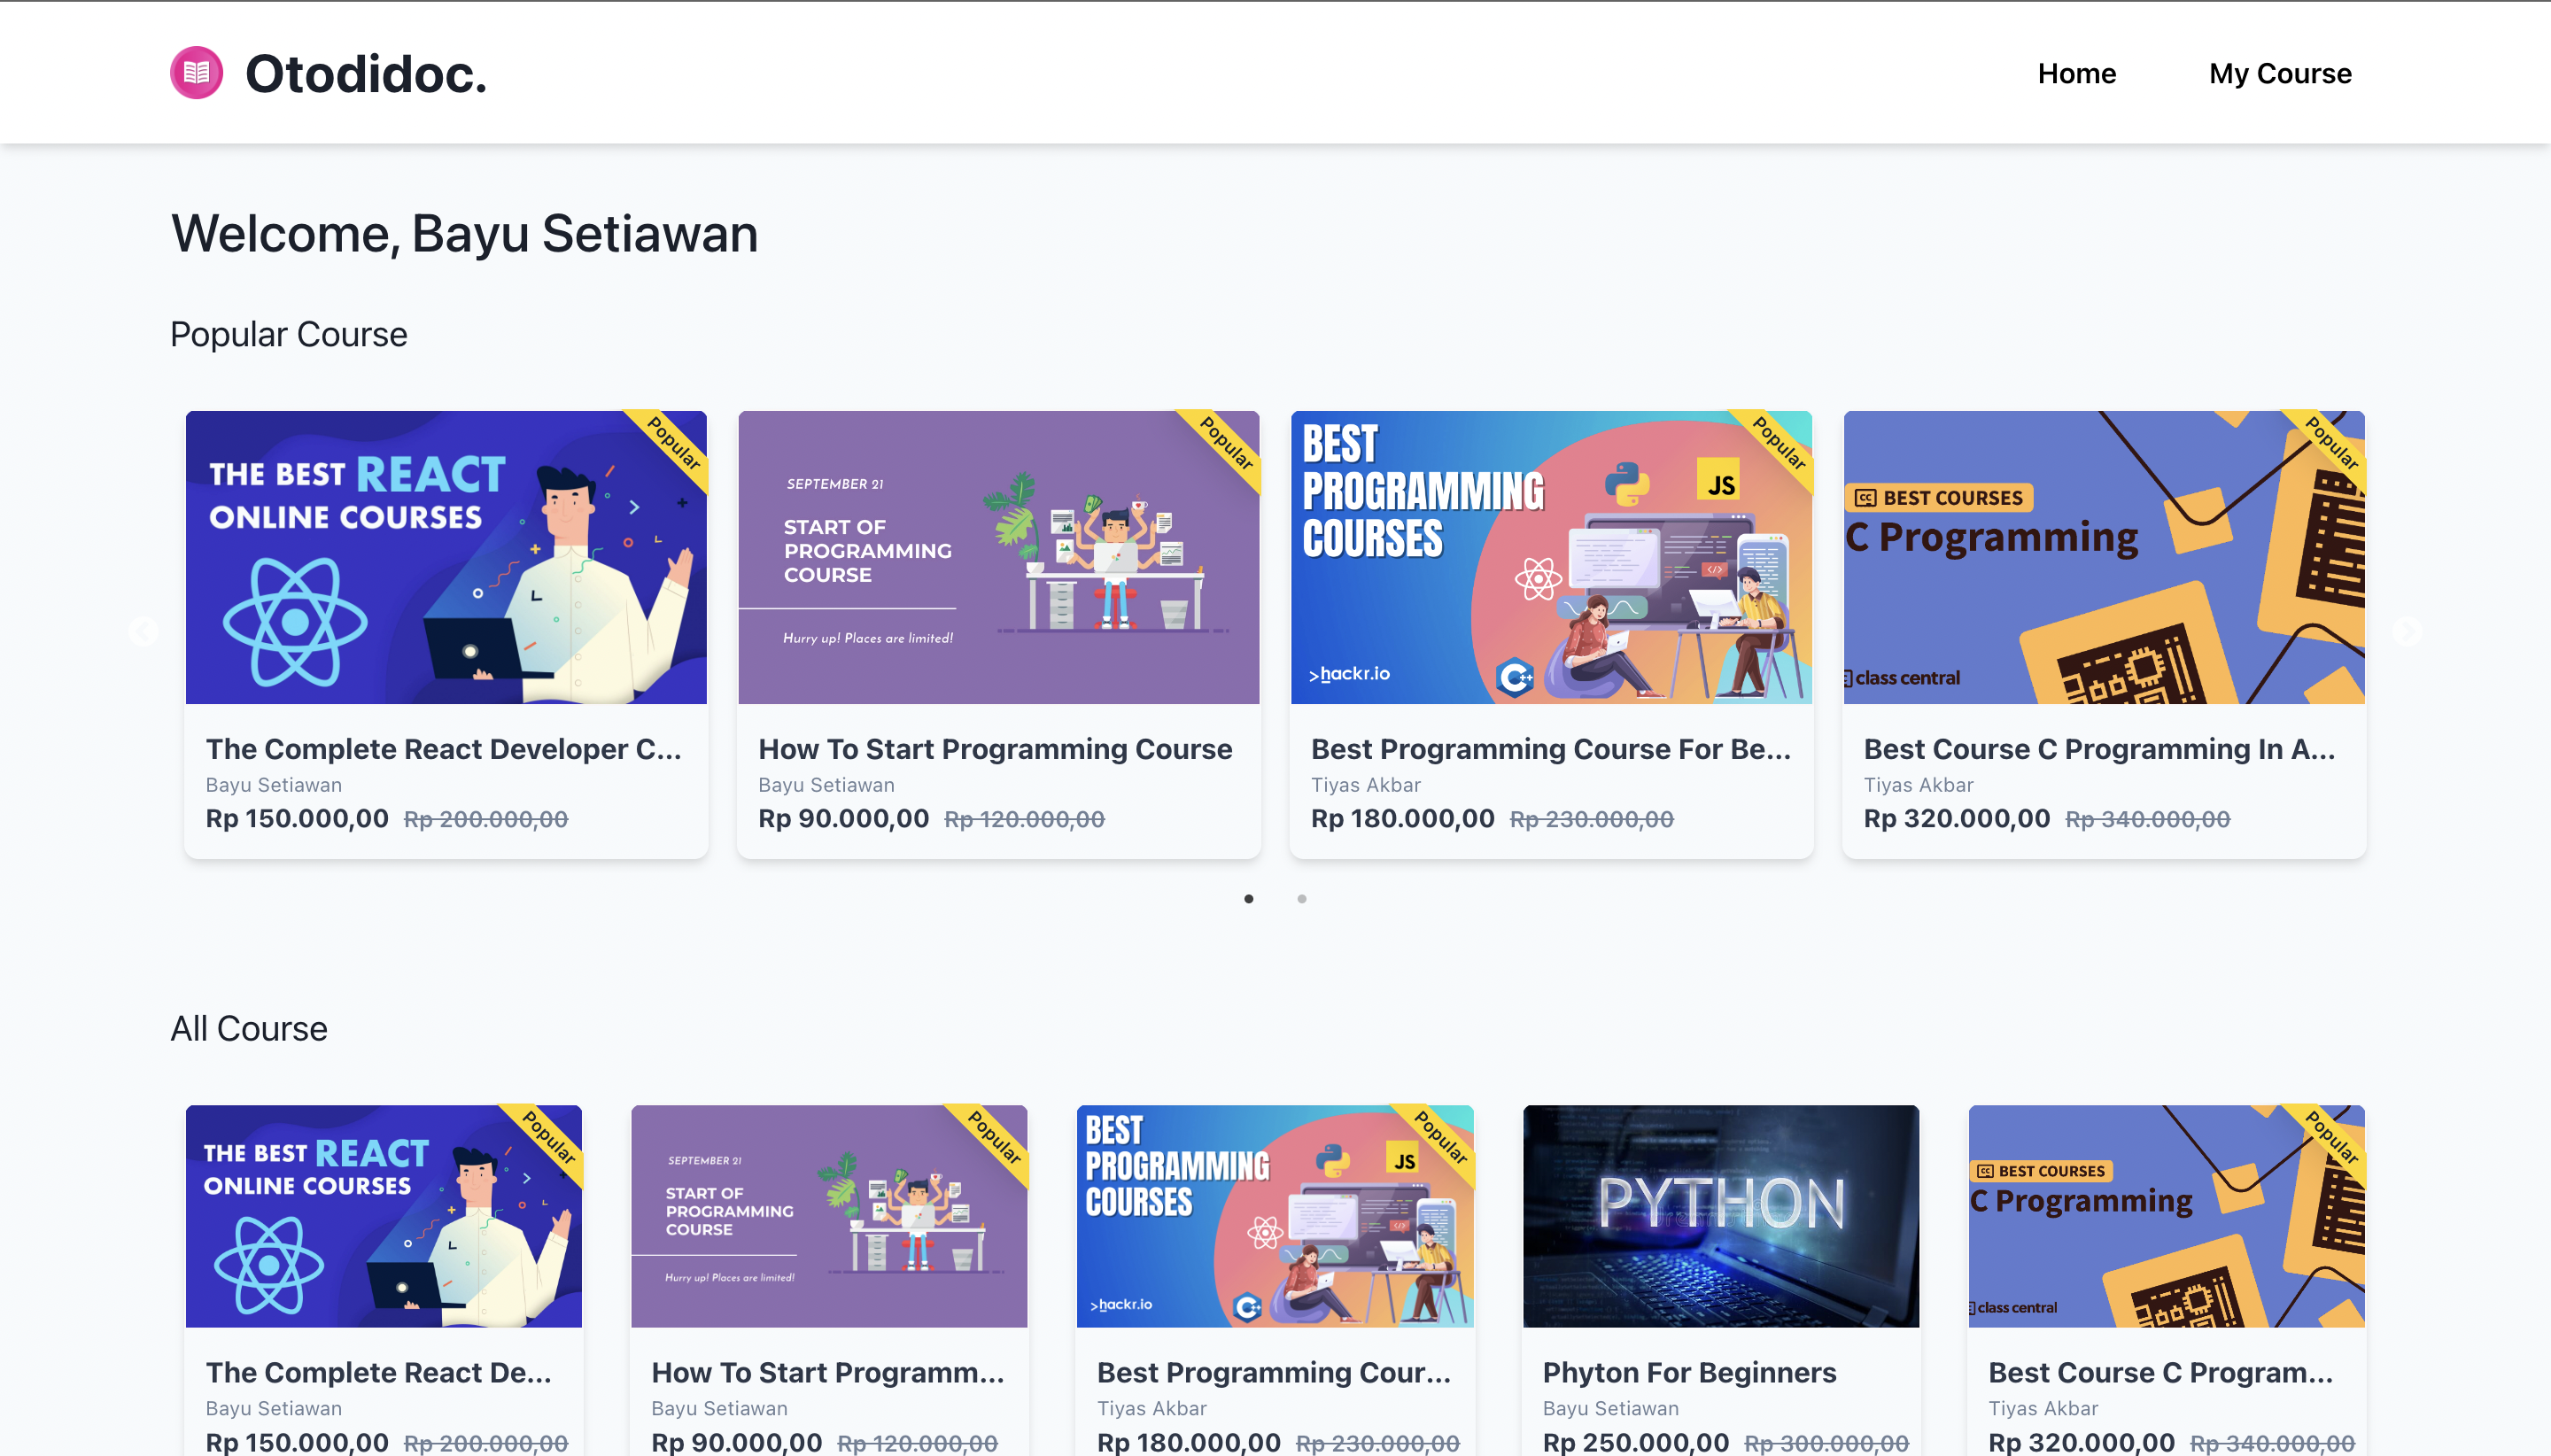 Otodidoc.
Home
My Course
Welcome, Bayu Setiawan
Popular Course
THE BEST REACT
ONLINE COURSES
Popular
The Complete React Developer C...
Bayu Setiawan
Rp 150.000,00 Rp 200.000,00
SEPTEMBER 21
START OF
PROGRAMMING
COURSE
Hurry up! Places are limited!
Popular
How To Start Programming Course
Bayu Setiawan
Rp 90.000,00 Rp 120.000,00
BEST
PROGRAMMING
COURSES
JS
</>
C++
>hackr.io
Popular
Best Programming Course For Be...
Tiyas Akbar
Rp 180.000,00 Rp 230.000,00
CC BEST COURSES
C Programming
class central
Popular
Best Course C Programming In A...
Tiyas Akbar
Rp 320.000,00 Rp 340.000,00
All Course
THE BEST REACT
ONLINE COURSES
Popular
The Complete React De...
Bayu Setiawan
Rp 150.000,00 Rp 200.000,00
SEPTEMBER 21
START OF
PROGRAMMING
COURSE
Hurry up! Places are limited!
Popular
How To Start Programm...
Bayu Setiawan
Rp 90.000,00 Rp 120.000,00
BEST
PROGRAMMING
COURSES
JS
C++
>hackr.io
Popular
Best Programming Cour...
Tiyas Akbar
Rp 180.000,00 Rp 230.000,00
PYTHON
Phyton For Beginners
Bayu Setiawan
Rp 250.000,00 Rp 300.000,00
CC BEST COURSES
C Programming
class central
Popular
Best Course C Program...
Tiyas Akbar
Rp 320.000,00 Rp 340.000,00